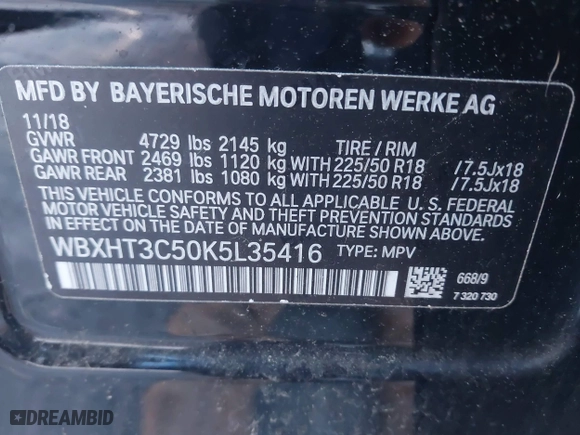 MFD BY BAYERISCHE MOTOREN WERKE AG
11/18
GVWR 4729 lbs 2145 kg TIRE / RIM
GAWR FRONT 2469 lbs 1120 kg WITH 225/50 R18 /7.5Jx18
GAWR REAR 2381 lbs 1080 kg WITH 225/50 R18 /7.5Jx18
THIS VEHICLE CONFORMS TO ALL APPLICABLE U. S. FEDERAL
MOTOR VEHICLE SAFETY AND THEFT PREVENTION STANDARDS
IN EFFECT ON DATE OF MANUFACTURE SHOWN ABOVE.
WBXHT3C50K5L35416 TYPE: MPV
668/9
7 320 730
DREAMBID